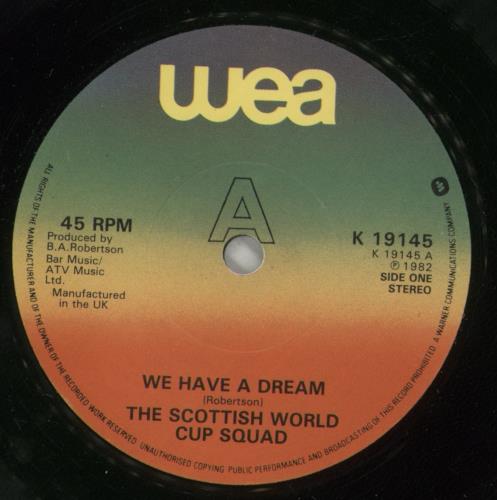 wea
A
45 RPM
Produced by
B.A.Robertson
Bar Music/
ATV Music
Ltd.
Manufactured
in the UK
K 19145
K 19145 A
Ⓟ 1982
SIDE ONE
STEREO
WE HAVE A DREAM
(Robertson)
THE SCOTTISH WORLD
CUP SQUAD
ALL RIGHTS OF THE MANUFACTURER AND OF THE OWNER OF THE RECORDED WORK RESERVED UNAUTHORISED COPYING PUBLIC PERFORMANCE AND BROADCASTING OF THIS RECORD PROHIBITED A WARNER COMMUNICATIONS COMPANY